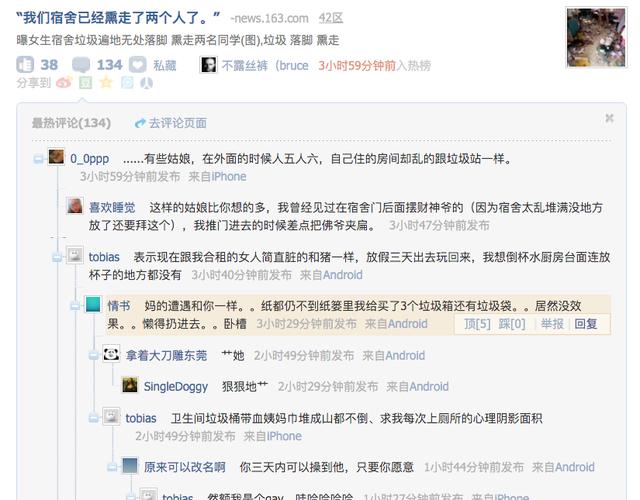 “我们宿舍已经熏走了两个人了。” -news.163.com 42区
曝女生宿舍垃圾遍地无处落脚 熏走两名同学(图),垃圾 落脚 熏走
38 134 私藏 不露丝裤（bruce 3小时59分钟前入热榜
分享到
最热评论(134) 去评论页面
0_0ppp ......有些姑娘，在外面的时候人五人六，自己住的房间却乱的跟垃圾站一样。
3小时59分钟前发布 来自iPhone
喜欢睡觉 这样的姑娘比你想的多，我曾经见过在宿舍门后面摆财神爷的（因为宿舍太乱堆满没地方
放了还要拜这个），我推门进去的时候差点把佛爷夹扁。 3小时47分钟前发布
tobias 表示现在跟我合租的女人简直脏的和猪一样，放假三天出去玩回来，我想倒杯水厨房台面连放
杯子的地方都没有 3小时40分钟前发布 来自Android
情书 妈的遭遇和你一样。。纸都仍不到纸篓里我给买了3个垃圾箱还有垃圾袋。。居然没效
果。。懒得扔进去。。卧槽 3小时29分钟前发布 来自Android 顶[5] 踩[0] 举报 回复
拿着大刀雕东莞 艹她 2小时49分钟前发布 来自Android
SingleDoggy 狠狠地艹 2小时29分钟前发布 来自Android
tobias 卫生间垃圾桶带血姨妈巾堆成山都不倒、求我每次上厕所的心理阴影面积
2小时49分钟前发布 来自iPhone
原来可以改名啊 你三天内可以操到他，只要你愿意 1小时44分钟前发布 来自Android
tobias 然额我是个gay 哇哈哈哈哈 1小时27分钟前发布 来自iPhone